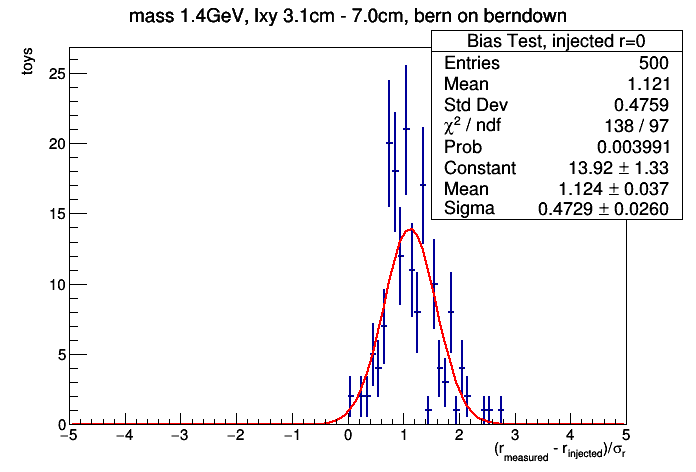 mass 1.4GeV, lxy 3.1cm - 7.0cm, bern on berndown
toys
Bias Test, injected r=0
Entries 500
Mean 1.121
Std Dev 0.4759
χ² / ndf 138 / 97
Prob 0.003991
Constant 13.92 ± 1.33
Mean 1.124 ± 0.037
Sigma 0.4729 ± 0.0260
25
20
15
10
5
0
−5 −4 −3 −2 −1 0 1 2 3 4 5
(r_measured - r_injected)/σ_r